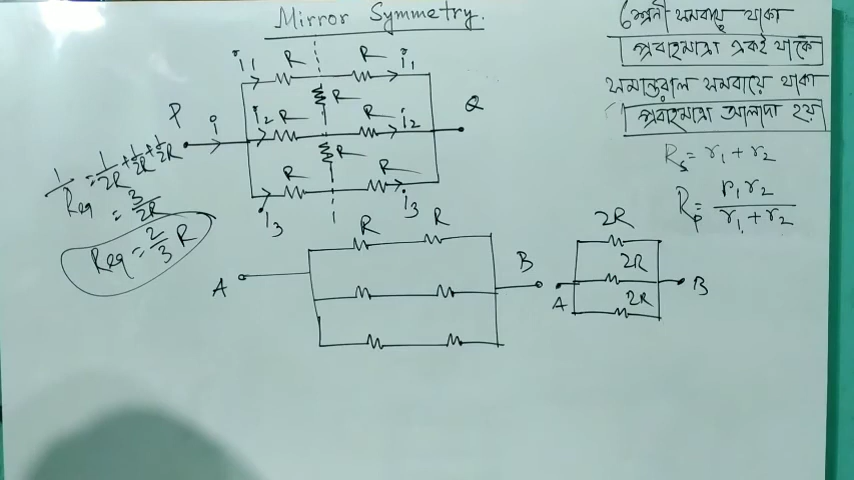 Mirror Symmetry.
শ্রেণী সমবায়ে থাকা
প্রবাহমাত্রা একই থাকে
সমান্তরাল সমবায়ে থাকা
প্রবাহমাত্রা আলাদা হয়
Rs = r1 + r2
Rp = r1 r2 / r1 + r2
i1 R R i1
R
P i i2 R R i2 Q
R
R
i3 i3
1/Req = 1/2R + 1/2R + 1/2R
= 3/2R
Req = 2/3 R
R R
A B
2R
2R
A B
2R